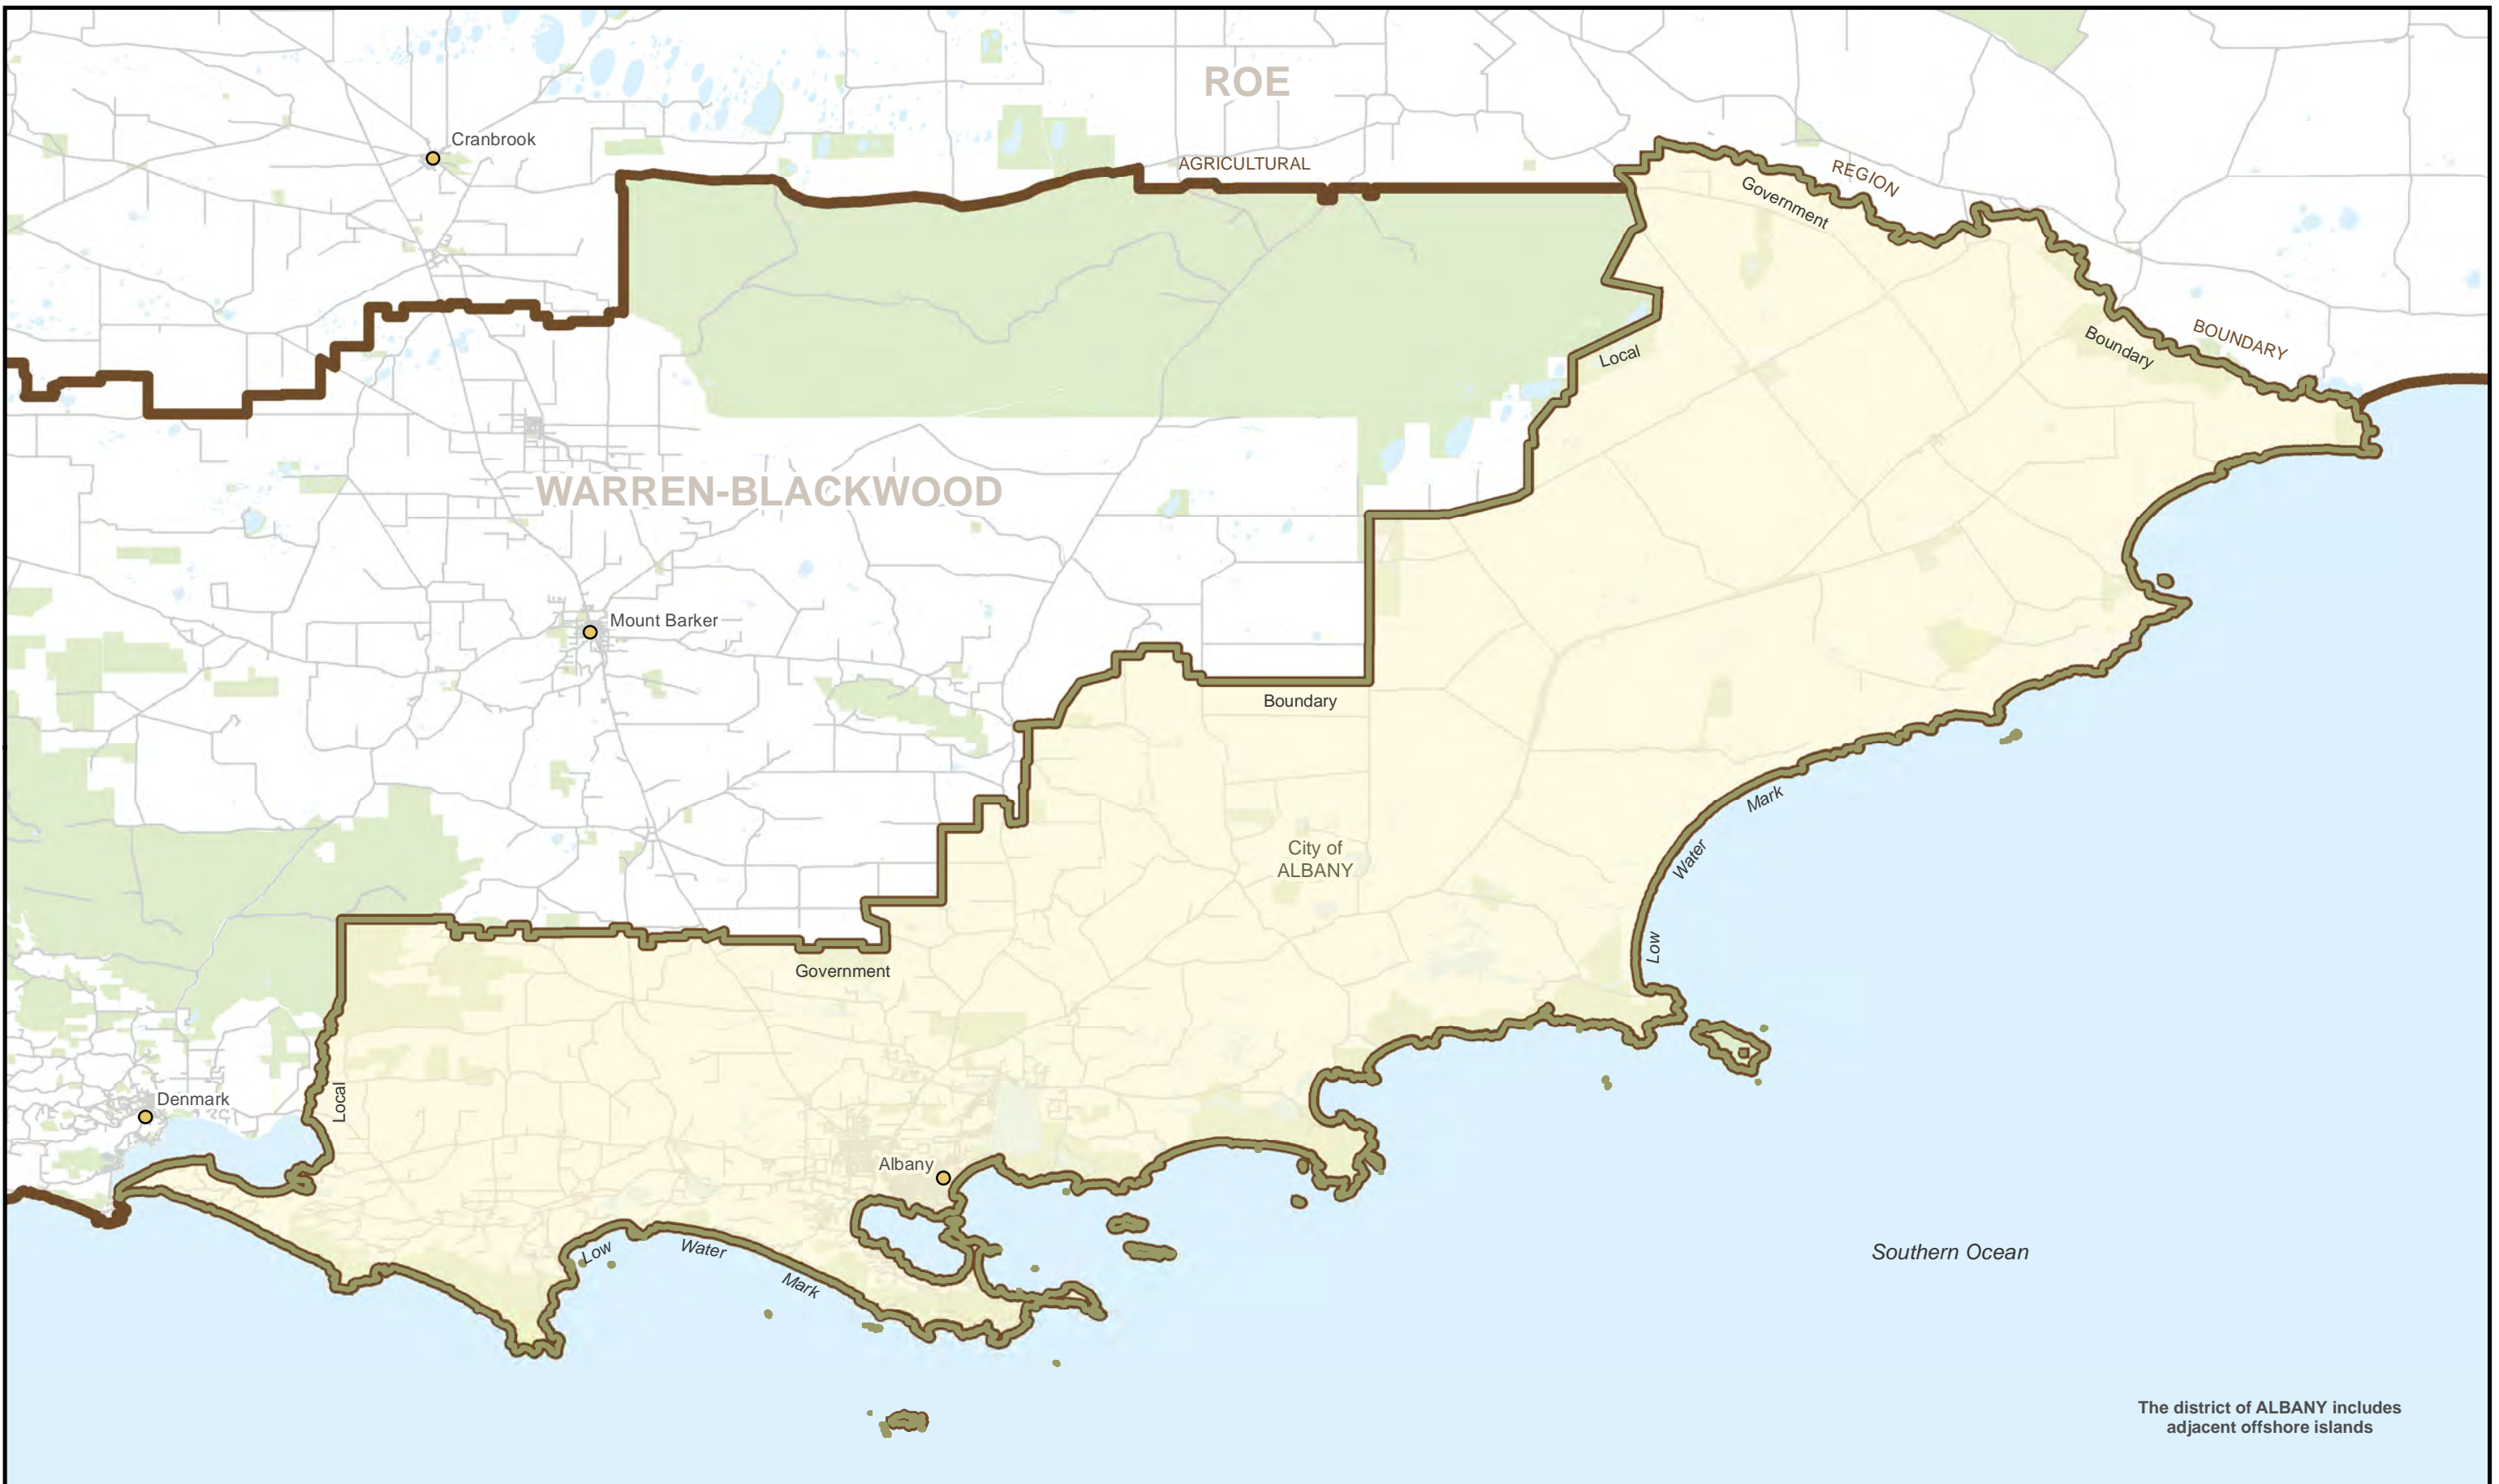 ROE
Cranbrook
AGRICULTURAL
REGION
Government
BOUNDARY
Boundary
Local
WARREN-BLACKWOOD
Mount Barker
Boundary
Mark
Water
Low
City of
ALBANY
Government
Local
Denmark
Albany
Low
Water
Mark
Southern Ocean
The district of ALBANY includes
adjacent offshore islands